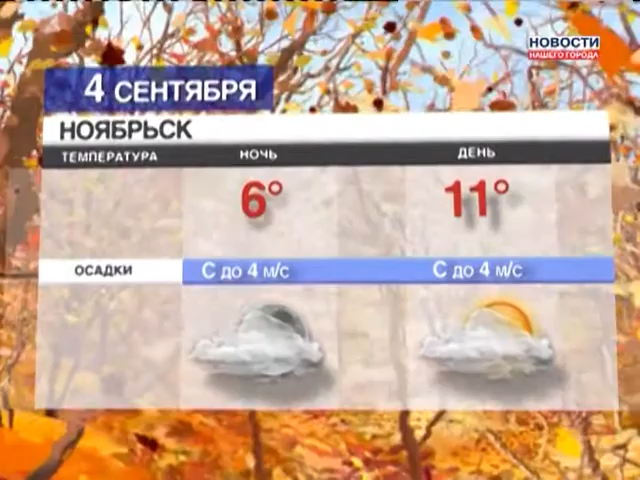 НОВОСТИ
НАШЕГО ГОРОДА
4 СЕНТЯБРЯ
НОЯБРЬСК
ТЕМПЕРАТУРА НОЧЬ ДЕНЬ
6° 11°
ОСАДКИ С до 4 м/с С до 4 м/с